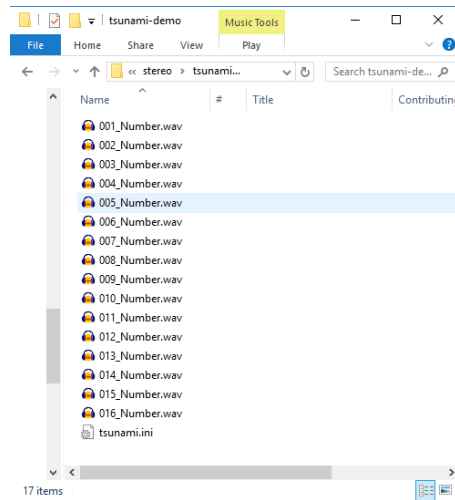 tsunami-demo Music Tools
File Home Share View Play
« stereo › tsunami... Search tsunami-de...
Name # Title Contributin
001_Number.wav
002_Number.wav
003_Number.wav
004_Number.wav
005_Number.wav
006_Number.wav
007_Number.wav
008_Number.wav
009_Number.wav
010_Number.wav
011_Number.wav
012_Number.wav
013_Number.wav
014_Number.wav
015_Number.wav
016_Number.wav
tsunami.ini
17 items